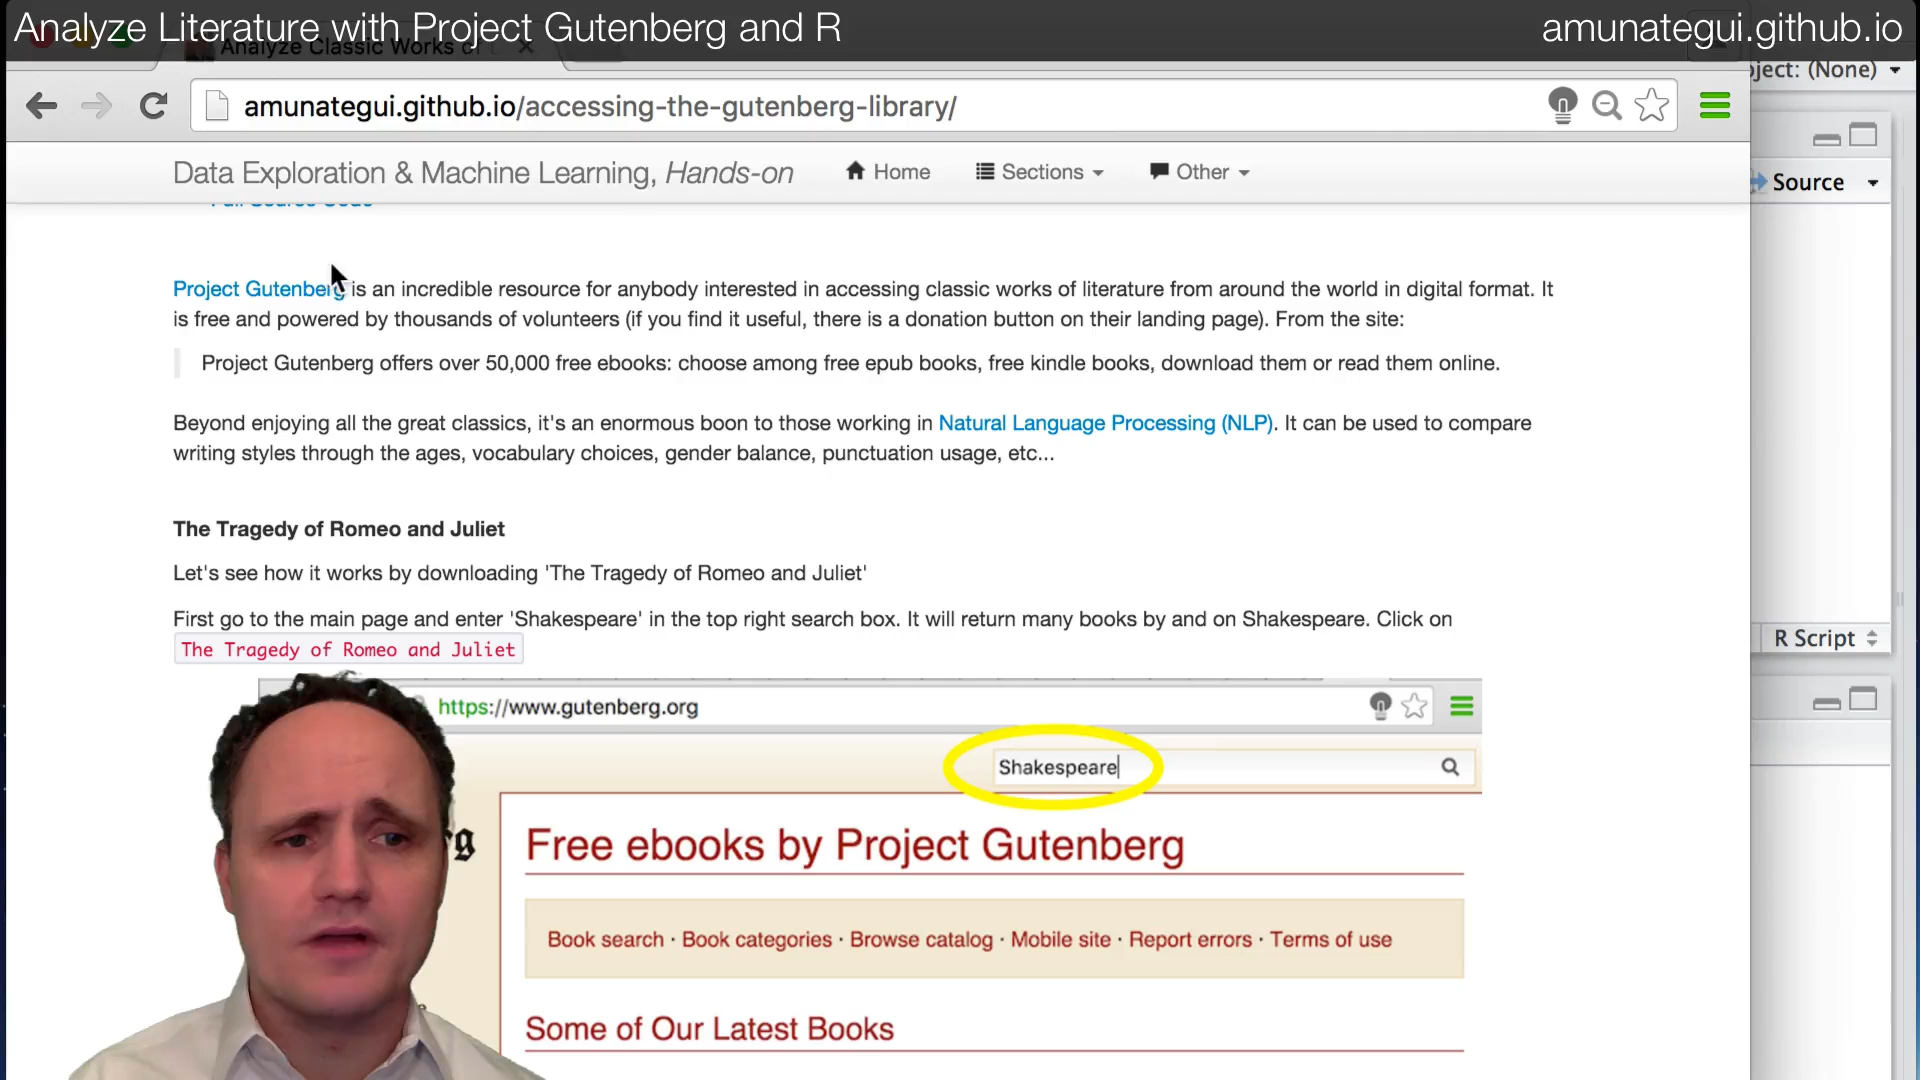 Analyze Literature with Project Gutenberg and R
amunategui.github.io
Analyze Classic Works of L
oject: (None)
amunategui.github.io/accessing-the-gutenberg-library/
Data Exploration & Machine Learning, Hands-on
Home
Sections
Other
Source
Full Source Code
Project Gutenberg is an incredible resource for anybody interested in accessing classic works of literature from around the world in digital format. It
is free and powered by thousands of volunteers (if you find it useful, there is a donation button on their landing page). From the site:
Project Gutenberg offers over 50,000 free ebooks: choose among free epub books, free kindle books, download them or read them online.
Beyond enjoying all the great classics, it's an enormous boon to those working in Natural Language Processing (NLP). It can be used to compare
writing styles through the ages, vocabulary choices, gender balance, punctuation usage, etc...
The Tragedy of Romeo and Juliet
Let's see how it works by downloading 'The Tragedy of Romeo and Juliet'
First go to the main page and enter 'Shakespeare' in the top right search box. It will return many books by and on Shakespeare. Click on
The Tragedy of Romeo and Juliet
R Script
https://www.gutenberg.org
Shakespeare
rg
Free ebooks by Project Gutenberg
Book search · Book categories · Browse catalog · Mobile site · Report errors · Terms of use
Some of Our Latest Books